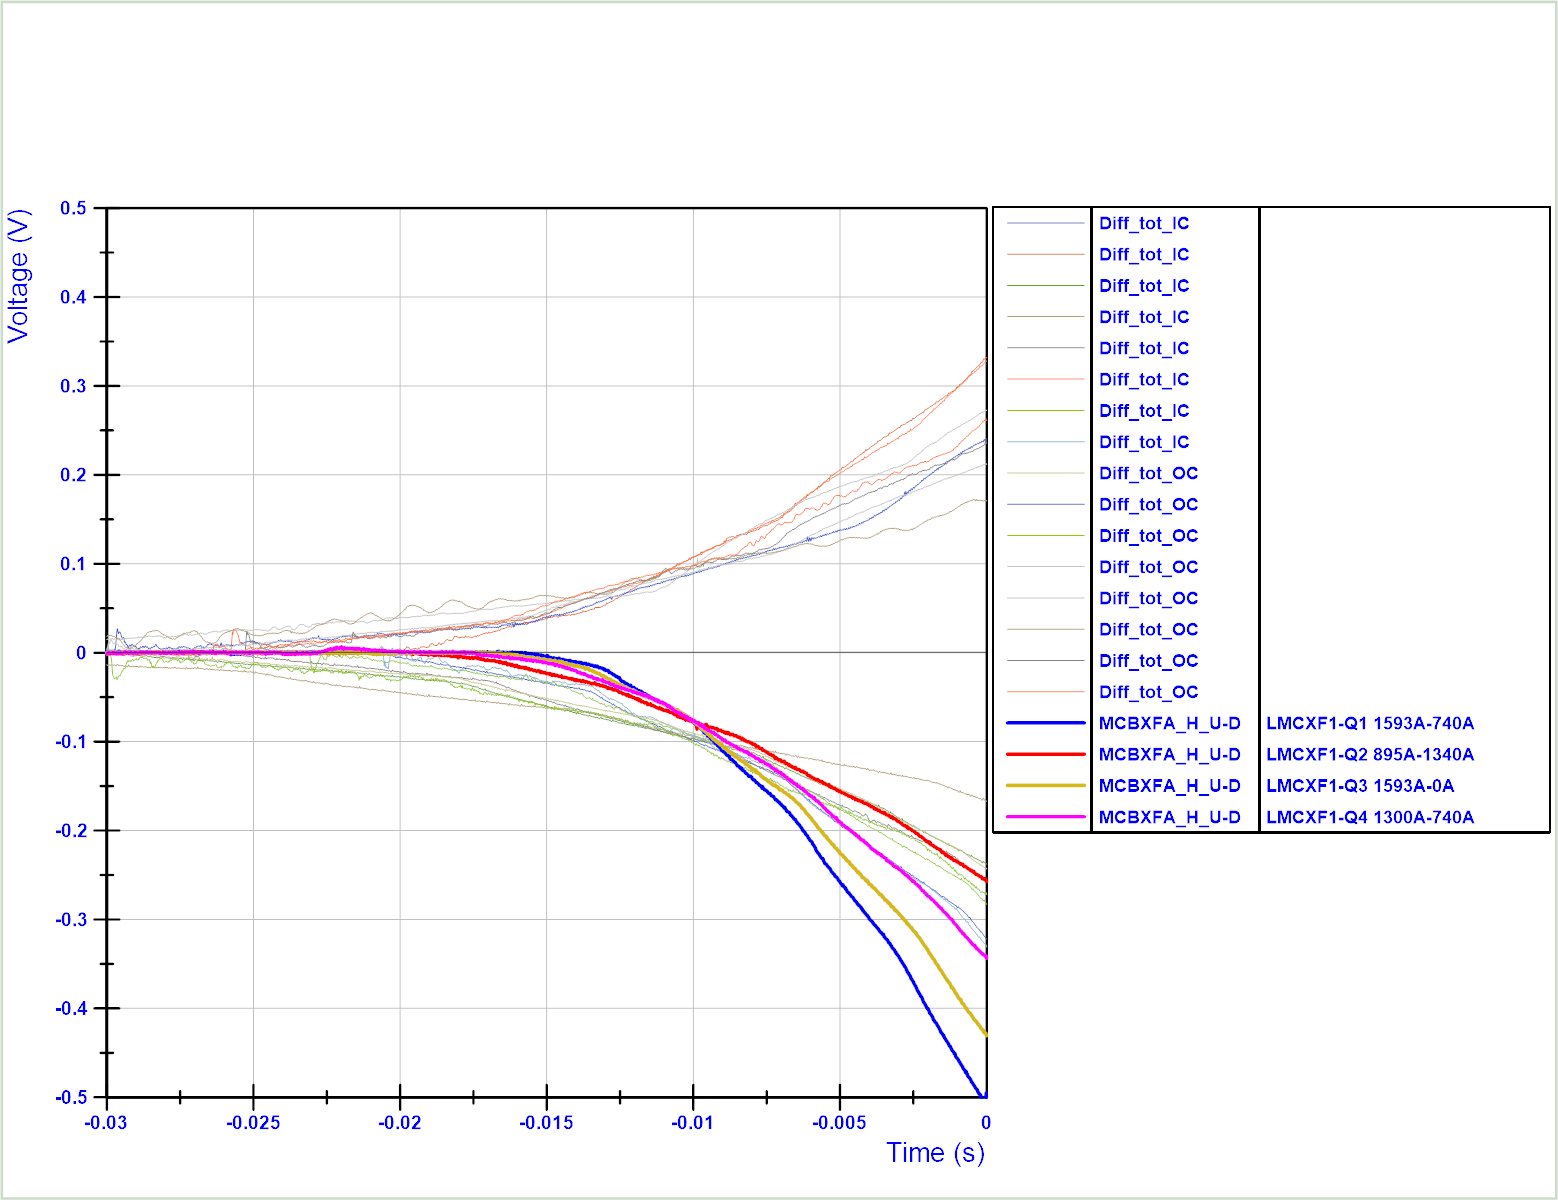 Voltage (V)
0.5
0.4
0.3
0.2
0.1
0
-0.1
-0.2
-0.3
-0.4
-0.5
-0.03 -0.025 -0.02 -0.015 -0.01 -0.005 0
Time (s)
Diff_tot_IC
Diff_tot_IC
Diff_tot_IC
Diff_tot_IC
Diff_tot_IC
Diff_tot_IC
Diff_tot_IC
Diff_tot_IC
Diff_tot_OC
Diff_tot_OC
Diff_tot_OC
Diff_tot_OC
Diff_tot_OC
Diff_tot_OC
Diff_tot_OC
Diff_tot_OC
MCBXFA_H_U-D LMCXF1-Q1 1593A-740A
MCBXFA_H_U-D LMCXF1-Q2 895A-1340A
MCBXFA_H_U-D LMCXF1-Q3 1593A-0A
MCBXFA_H_U-D LMCXF1-Q4 1300A-740A